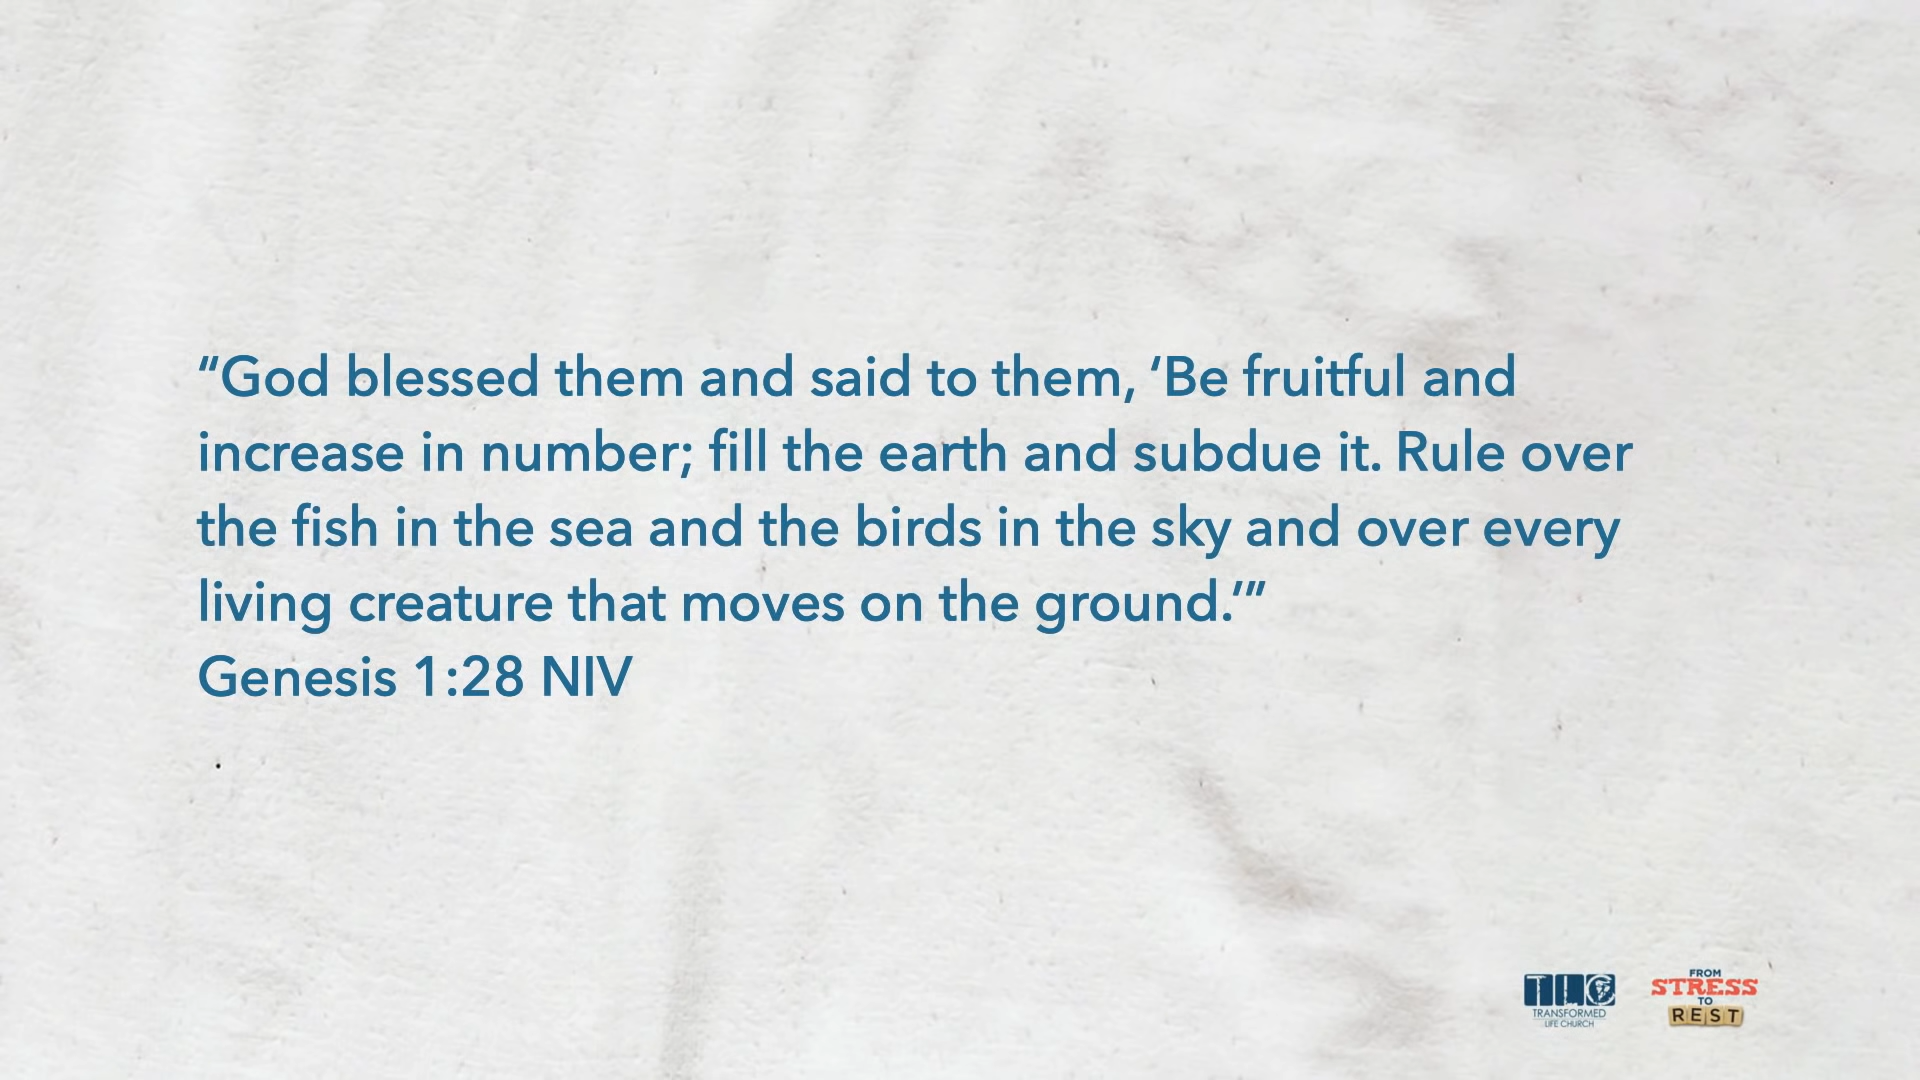 “God blessed them and said to them, ‘Be fruitful and
increase in number; fill the earth and subdue it. Rule over
the fish in the sea and the birds in the sky and over every
living creature that moves on the ground.’”
Genesis 1:28 NIV
TLC
TRANSFORMED
LIFE CHURCH
FROM
STRESS
TO
REST